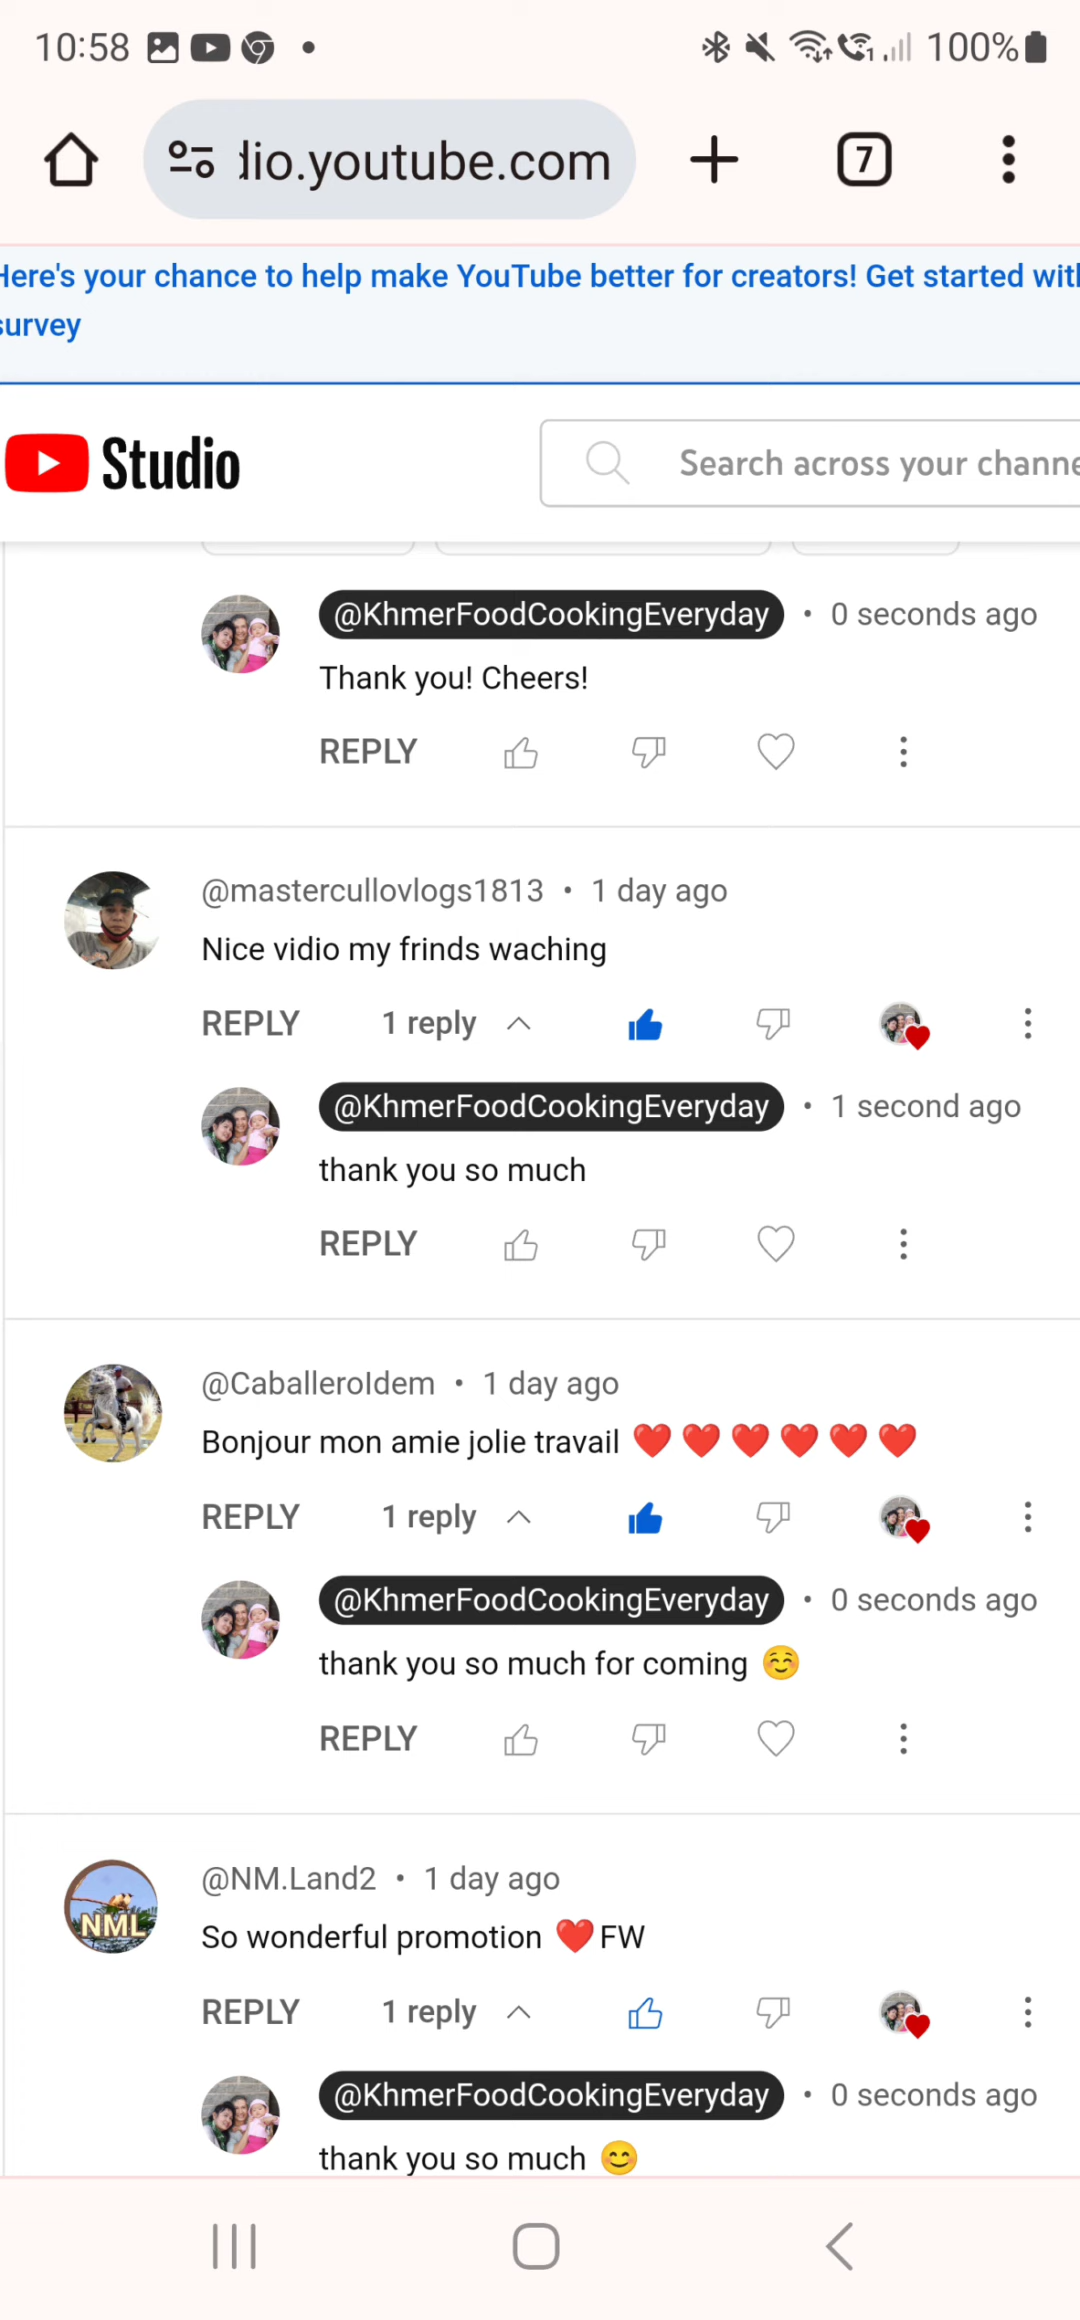 10:58
100%
dio.youtube.com
7
Here's your chance to help make YouTube better for creators! Get started with
survey
Studio
Search across your channe
@KhmerFoodCookingEveryday • 0 seconds ago
Thank you! Cheers!
REPLY
@mastercullovlogs1813 • 1 day ago
Nice vidio my frinds waching
REPLY 1 reply
@KhmerFoodCookingEveryday • 1 second ago
thank you so much
REPLY
@CaballeroIdem • 1 day ago
Bonjour mon amie jolie travail ❤️❤️❤️❤️❤️❤️
REPLY 1 reply
@KhmerFoodCookingEveryday • 0 seconds ago
thank you so much for coming ☺️
REPLY
NML
@NM.Land2 • 1 day ago
So wonderful promotion ❤️FW
REPLY 1 reply
@KhmerFoodCookingEveryday • 0 seconds ago
thank you so much 😊